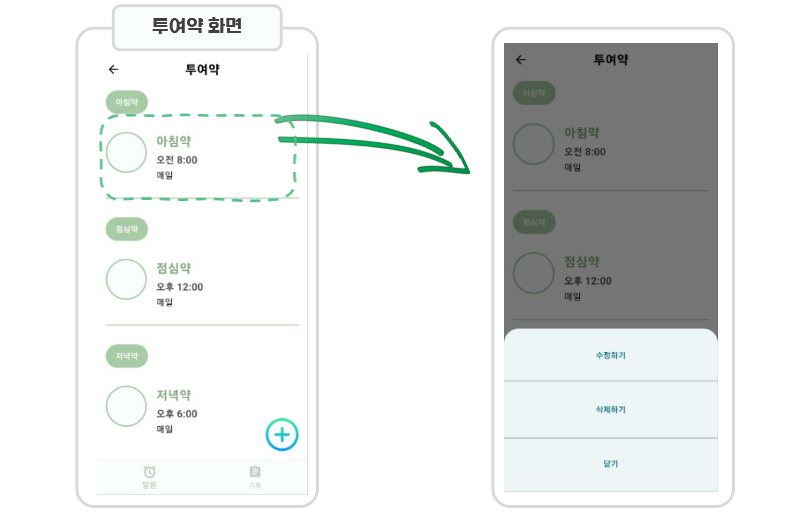 투여약 화면
투여약
아침약
아침약
오전 8:00
매일
점심약
점심약
오후 12:00
매일
저녁약
저녁약
오후 6:00
매일
알람
기록
투여약
아침약
아침약
오전 8:00
매일
점심약
점심약
오후 12:00
매일
수정하기
삭제하기
닫기